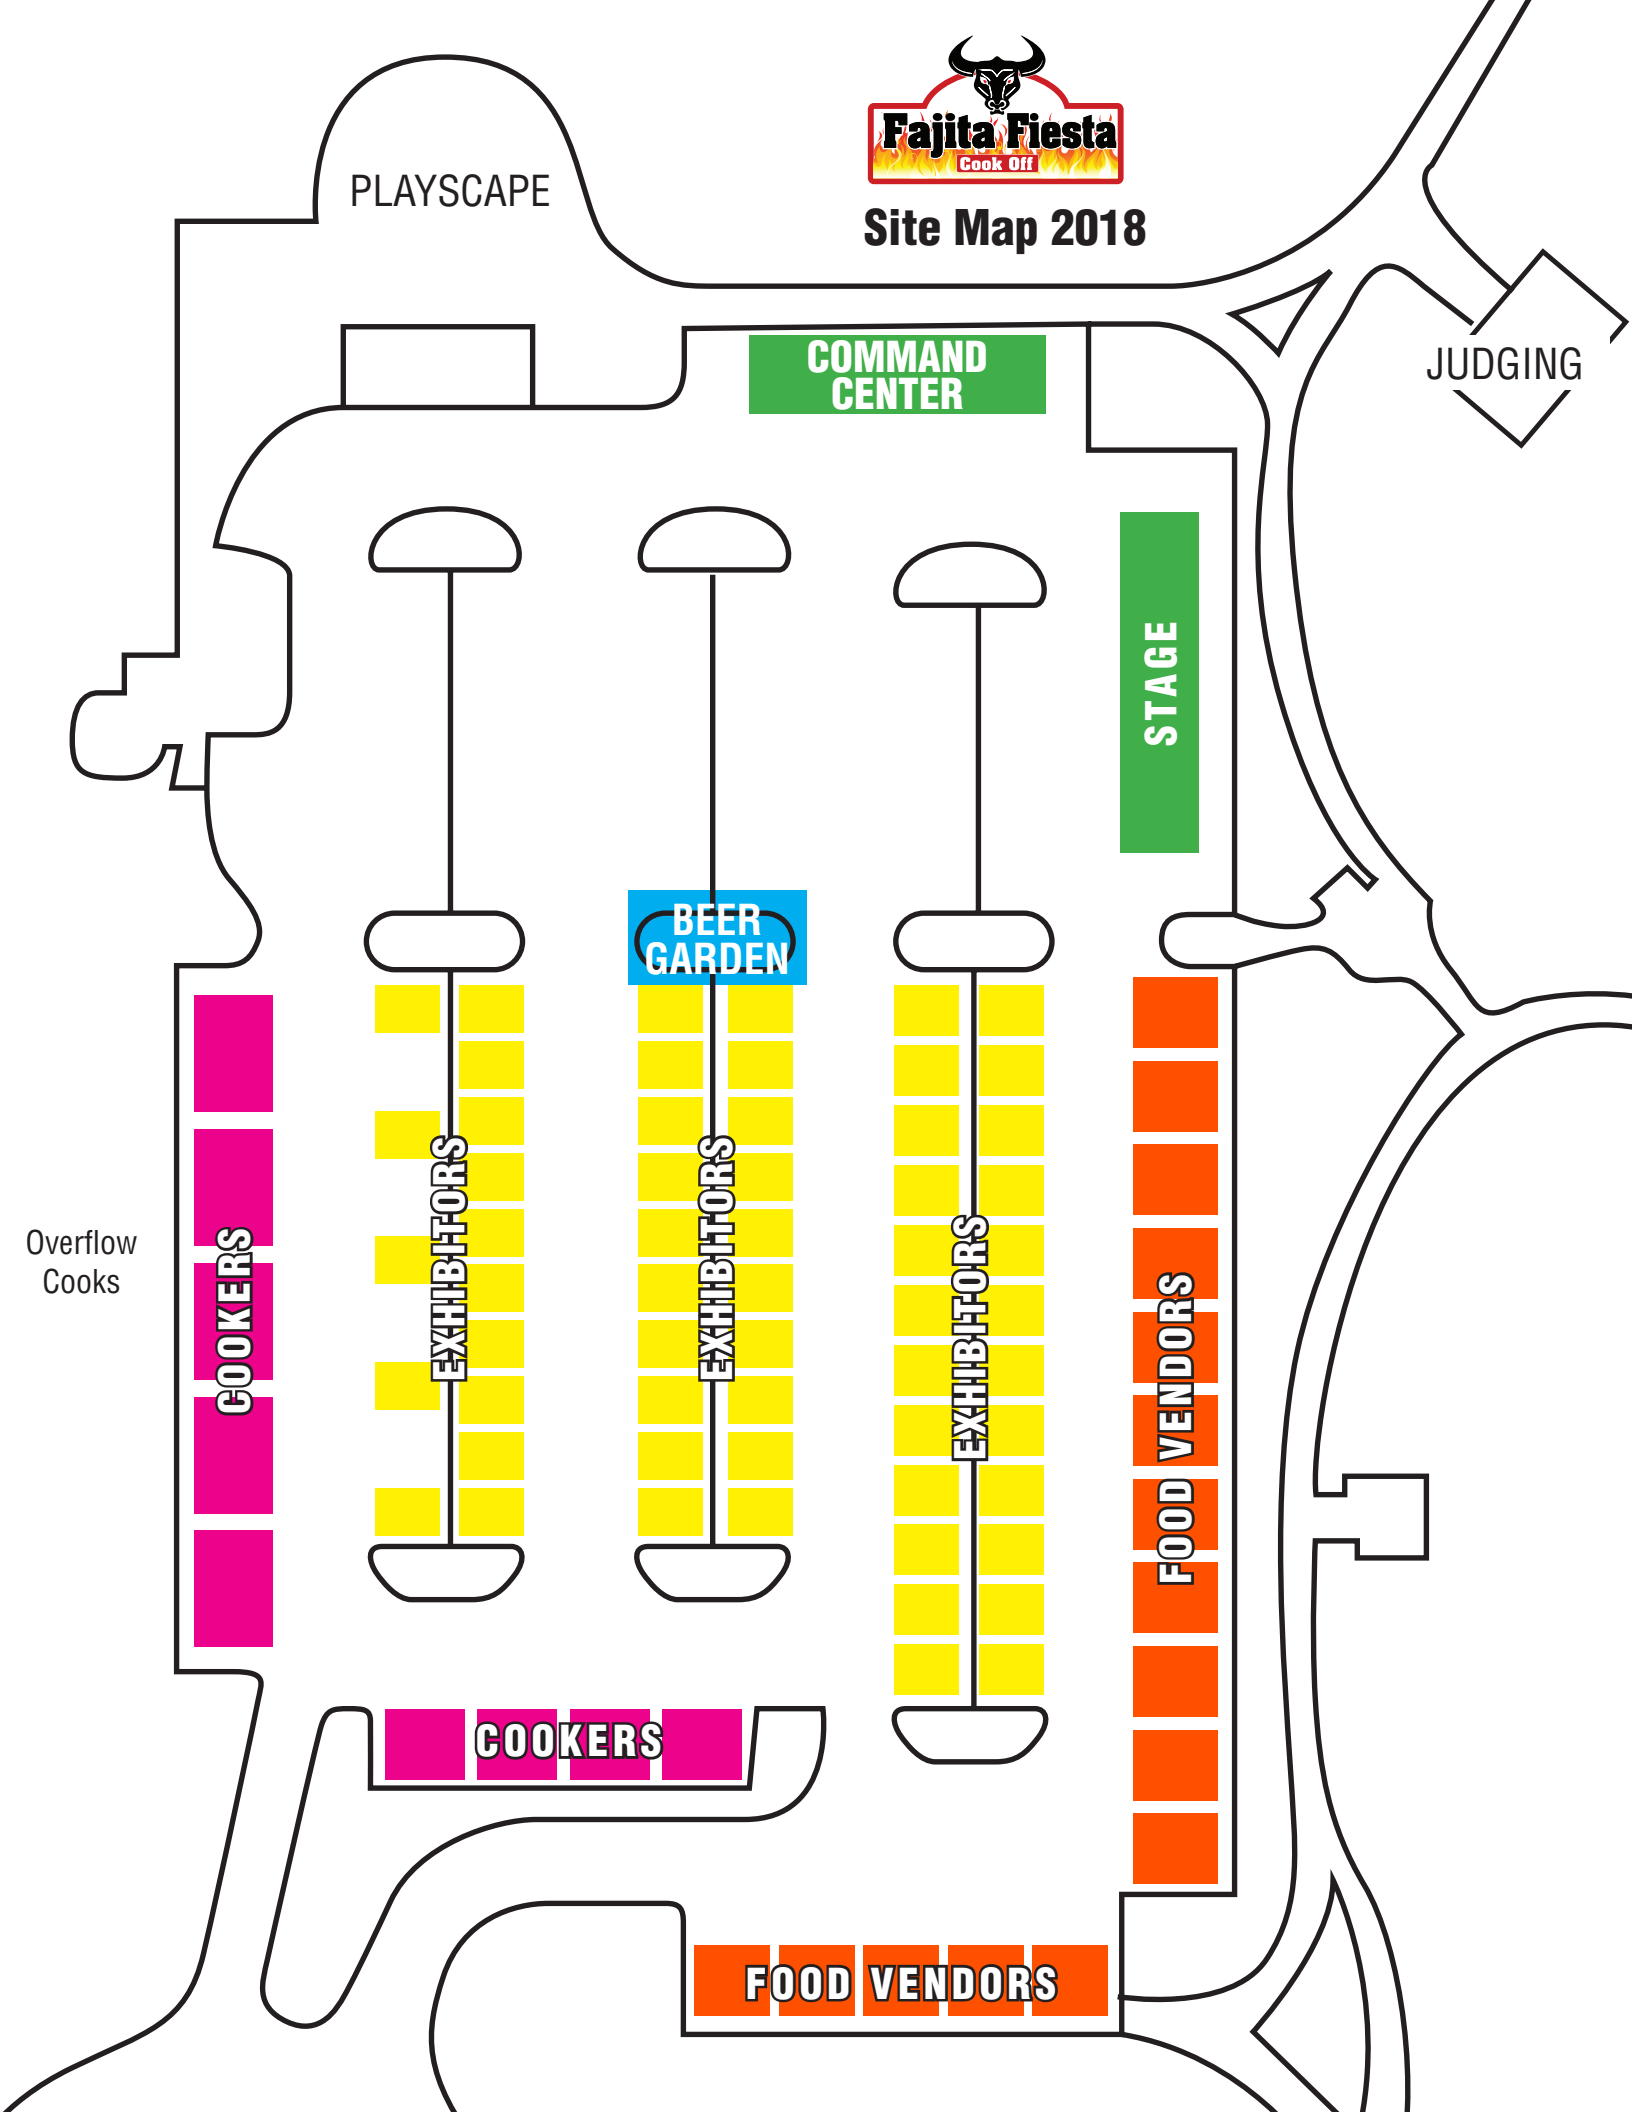 Fajita Fiesta
Cook Off
Site Map 2018
PLAYSCAPE
COMMAND
CENTER
JUDGING
STAGE
BEER
GARDEN
EXHIBITORS
EXHIBITORS
EXHIBITORS
Overflow
Cooks
COOKERS
FOOD VENDORS
COOKERS
FOOD VENDORS